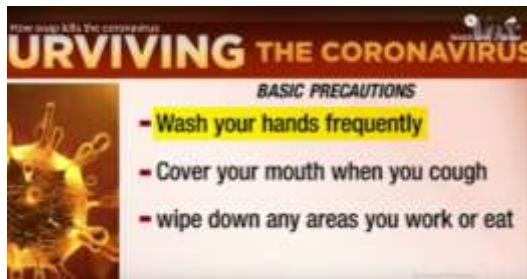 How soap kills the coronavirus
URVIVING THE CORONAVIRUS
BASIC PRECAUTIONS
- Wash your hands frequently
- Cover your mouth when you cough
- wipe down any areas you work or eat